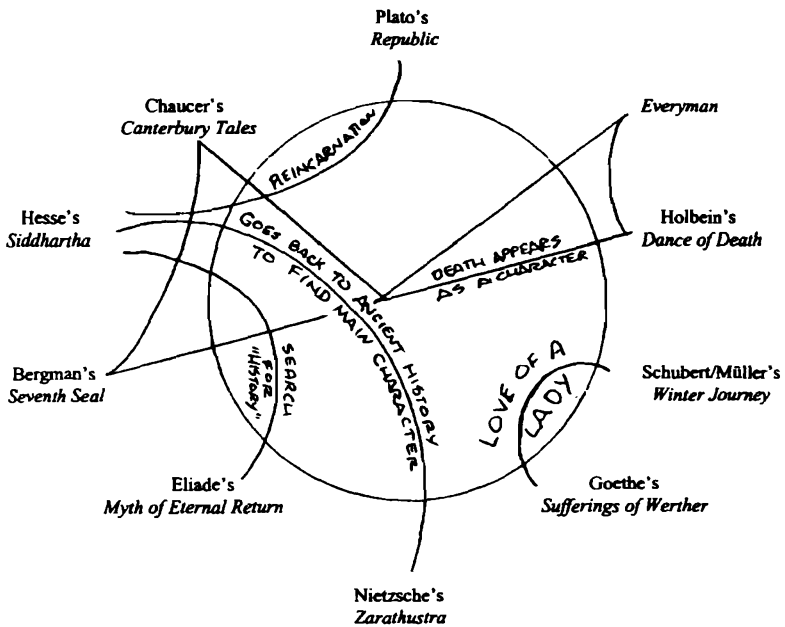 Plato's
Republic
Chaucer's
Canterbury Tales
Everyman
REINCARNATION
Hesse's
Siddhartha
Holbein's
Dance of Death
GOES BACK TO ANCIENT HISTORY
TO FIND MAIN CHARACTER
DEATH APPEARS
AS A CHARACTER
Bergman's
Seventh Seal
SEARCH
FOR
"HISTORY"
LOVE OF A
LADY
Schubert/Müller's
Winter Journey
Eliade's
Myth of Eternal Return
Goethe's
Sufferings of Werther
Nietzsche's
Zarathustra